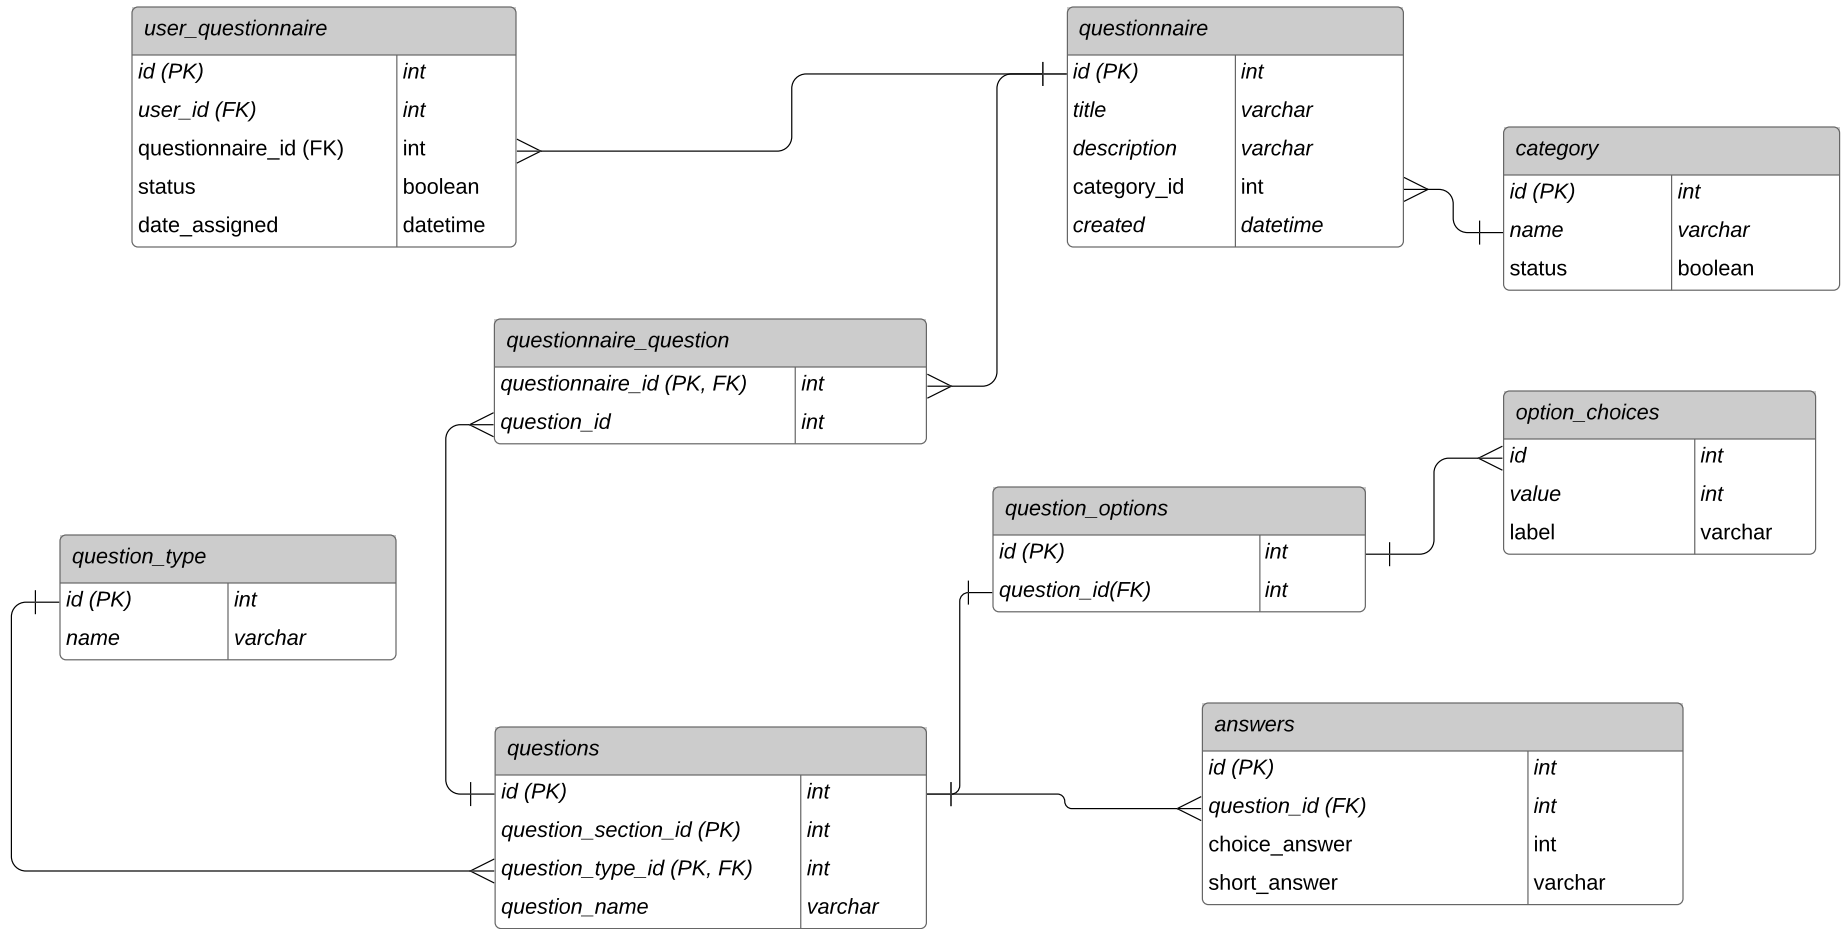 user_questionnaire
id (PK) int
user_id (FK) int
questionnaire_id (FK) int
status boolean
date_assigned datetime
questionnaire
id (PK) int
title varchar
description varchar
category_id int
created datetime
category
id (PK) int
name varchar
status boolean
questionnaire_question
questionnaire_id (PK, FK) int
question_id int
option_choices
id int
value int
label varchar
question_options
id (PK) int
question_id(FK) int
question_type
id (PK) int
name varchar
questions
id (PK) int
question_section_id (PK) int
question_type_id (PK, FK) int
question_name varchar
answers
id (PK) int
question_id (FK) int
choice_answer int
short_answer varchar